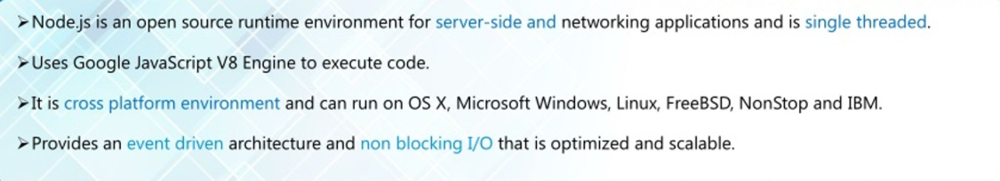 ➢Node.js is an open source runtime environment for server-side and networking applications and is single threaded.
➢Uses Google JavaScript V8 Engine to execute code.
➢It is cross platform environment and can run on OS X, Microsoft Windows, Linux, FreeBSD, NonStop and IBM.
➢Provides an event driven architecture and non blocking I/O that is optimized and scalable.